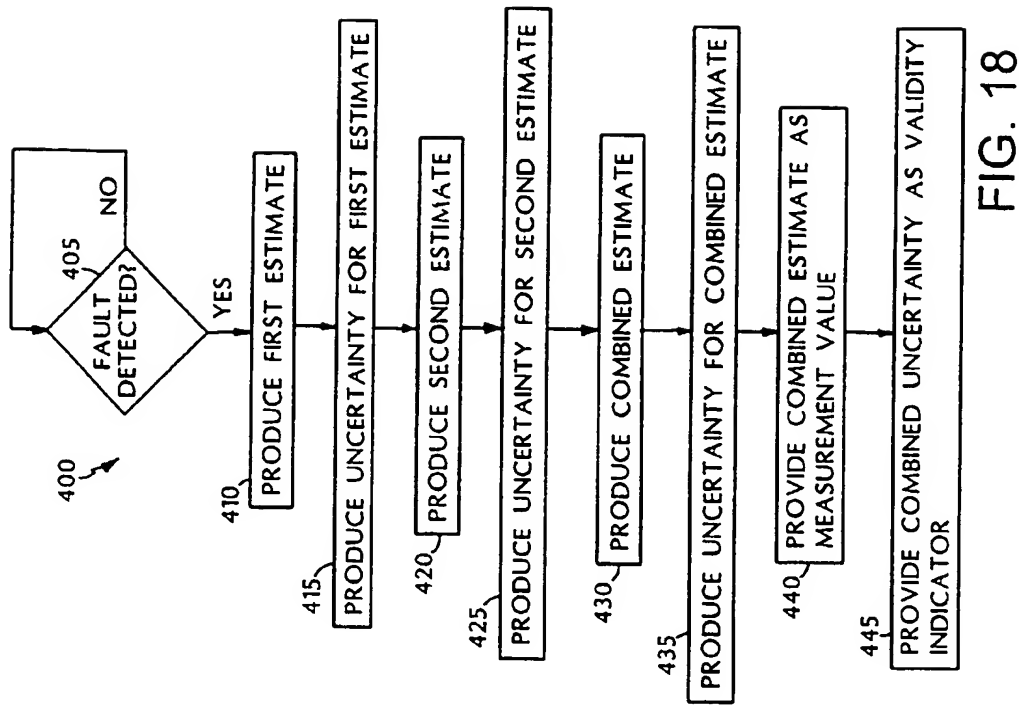 400
FAULT
DETECTED?
405
NO
YES
410
PRODUCE FIRST ESTIMATE
415
PRODUCE UNCERTAINTY FOR FIRST ESTIMATE
420
PRODUCE SECOND ESTIMATE
425
PRODUCE UNCERTAINTY FOR SECOND ESTIMATE
430
PRODUCE COMBINED ESTIMATE
435
PRODUCE UNCERTAINTY FOR COMBINED ESTIMATE
440
PROVIDE COMBINED ESTIMATE AS
MEASUREMENT VALUE
445
PROVIDE COMBINED UNCERTAINTY AS VALIDITY
INDICATOR
FIG. 18